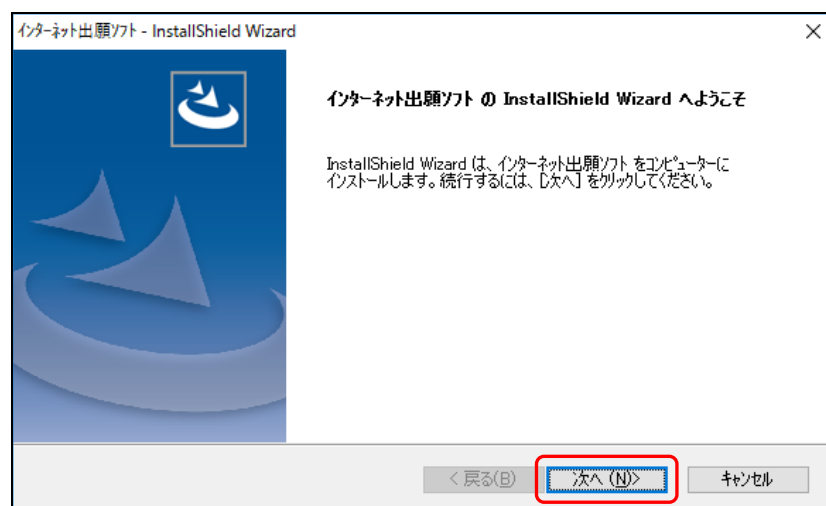 インターネット出願ソフト - InstallShield Wizard
インターネット出願ソフト の InstallShield Wizard へようこそ
InstallShield Wizard は、インターネット出願ソフト をコンピューターに
インストールします。続行するには、[次へ] をクリックしてください。
< 戻る(B)
次へ (N)>
キャンセル